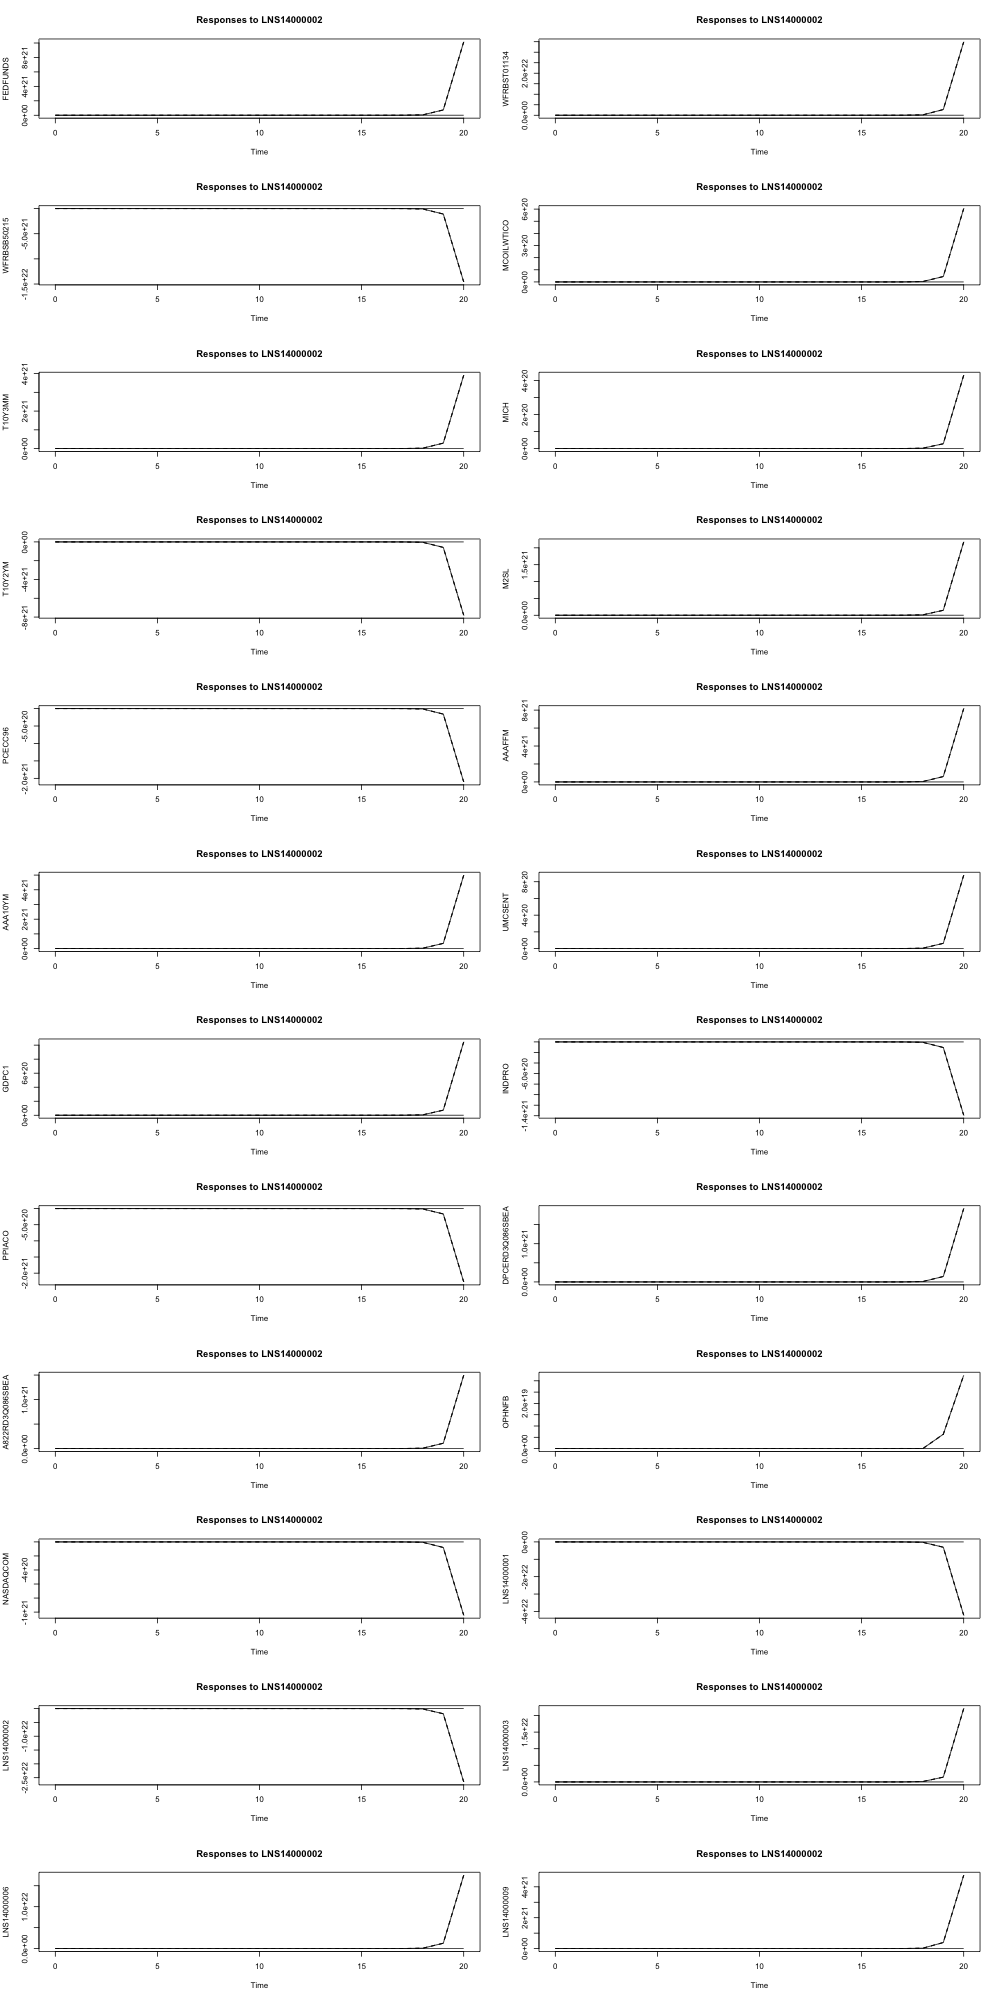 Responses to LNS14000002 Responses to LNS14000002
FEDFUNDS 0e+00 4e+21 8e+21 WFRBST01134 0.0e+00 2.0e+22
0 5 10 15 20 0 5 10 15 20
Time Time
Responses to LNS14000002 Responses to LNS14000002
WFRBSB50215 -1.5e+22 -5.0e+21 MCOILWTICO 0e+00 3e+20 6e+20
0 5 10 15 20 0 5 10 15 20
Time Time
Responses to LNS14000002 Responses to LNS14000002
T10Y3MM 0e+00 2e+21 4e+21 MICH 0e+00 2e+20 4e+20
0 5 10 15 20 0 5 10 15 20
Time Time
Responses to LNS14000002 Responses to LNS14000002
T10Y2YM -8e+21 -4e+21 0e+00 M2SL 0.0e+00 1.5e+21
0 5 10 15 20 0 5 10 15 20
Time Time
Responses to LNS14000002 Responses to LNS14000002
PCECC96 -2.0e+21 -5.0e+20 AAAFFM 0e+00 4e+21 8e+21
0 5 10 15 20 0 5 10 15 20
Time Time
Responses to LNS14000002 Responses to LNS14000002
AAA10YM 0e+00 2e+21 4e+21 UMCSENT 0e+00 4e+20 8e+20
0 5 10 15 20 0 5 10 15 20
Time Time
Responses to LNS14000002 Responses to LNS14000002
GDPC1 0e+00 6e+20 INDPRO -1.4e+21 -6.0e+20
0 5 10 15 20 0 5 10 15 20
Time Time
Responses to LNS14000002 Responses to LNS14000002
PPIACO -2.0e+21 -5.0e+20 DPCERD3Q086SBEA 0.0e+00 1.0e+21
0 5 10 15 20 0 5 10 15 20
Time Time
Responses to LNS14000002 Responses to LNS14000002
A822RD3Q086SBEA 0.0e+00 1.0e+21 OPHNFB 0.0e+00 2.0e+19
0 5 10 15 20 0 5 10 15 20
Time Time
Responses to LNS14000002 Responses to LNS14000002
NASDAQCOM -1e+21 -4e+20 LNS14000001 -4e+22 -2e+22 0e+00
0 5 10 15 20 0 5 10 15 20
Time Time
Responses to LNS14000002 Responses to LNS14000002
LNS14000002 -2.5e+22 -1.0e+22 LNS14000003 0.0e+00 1.5e+22
0 5 10 15 20 0 5 10 15 20
Time Time
Responses to LNS14000002 Responses to LNS14000002
LNS14000006 0.0e+00 1.0e+22 LNS14000009 0e+00 2e+21 4e+21
0 5 10 15 20 0 5 10 15 20
Time Time